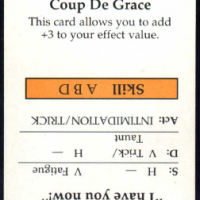 Coup De Grace
This card allows you to add
+3 to your effect value.
Skill A B D
Act: INTIMIDATION/TRICK
Taunt
D: V Trick/ H —
S: V Fatigue H —
"I have you now!"